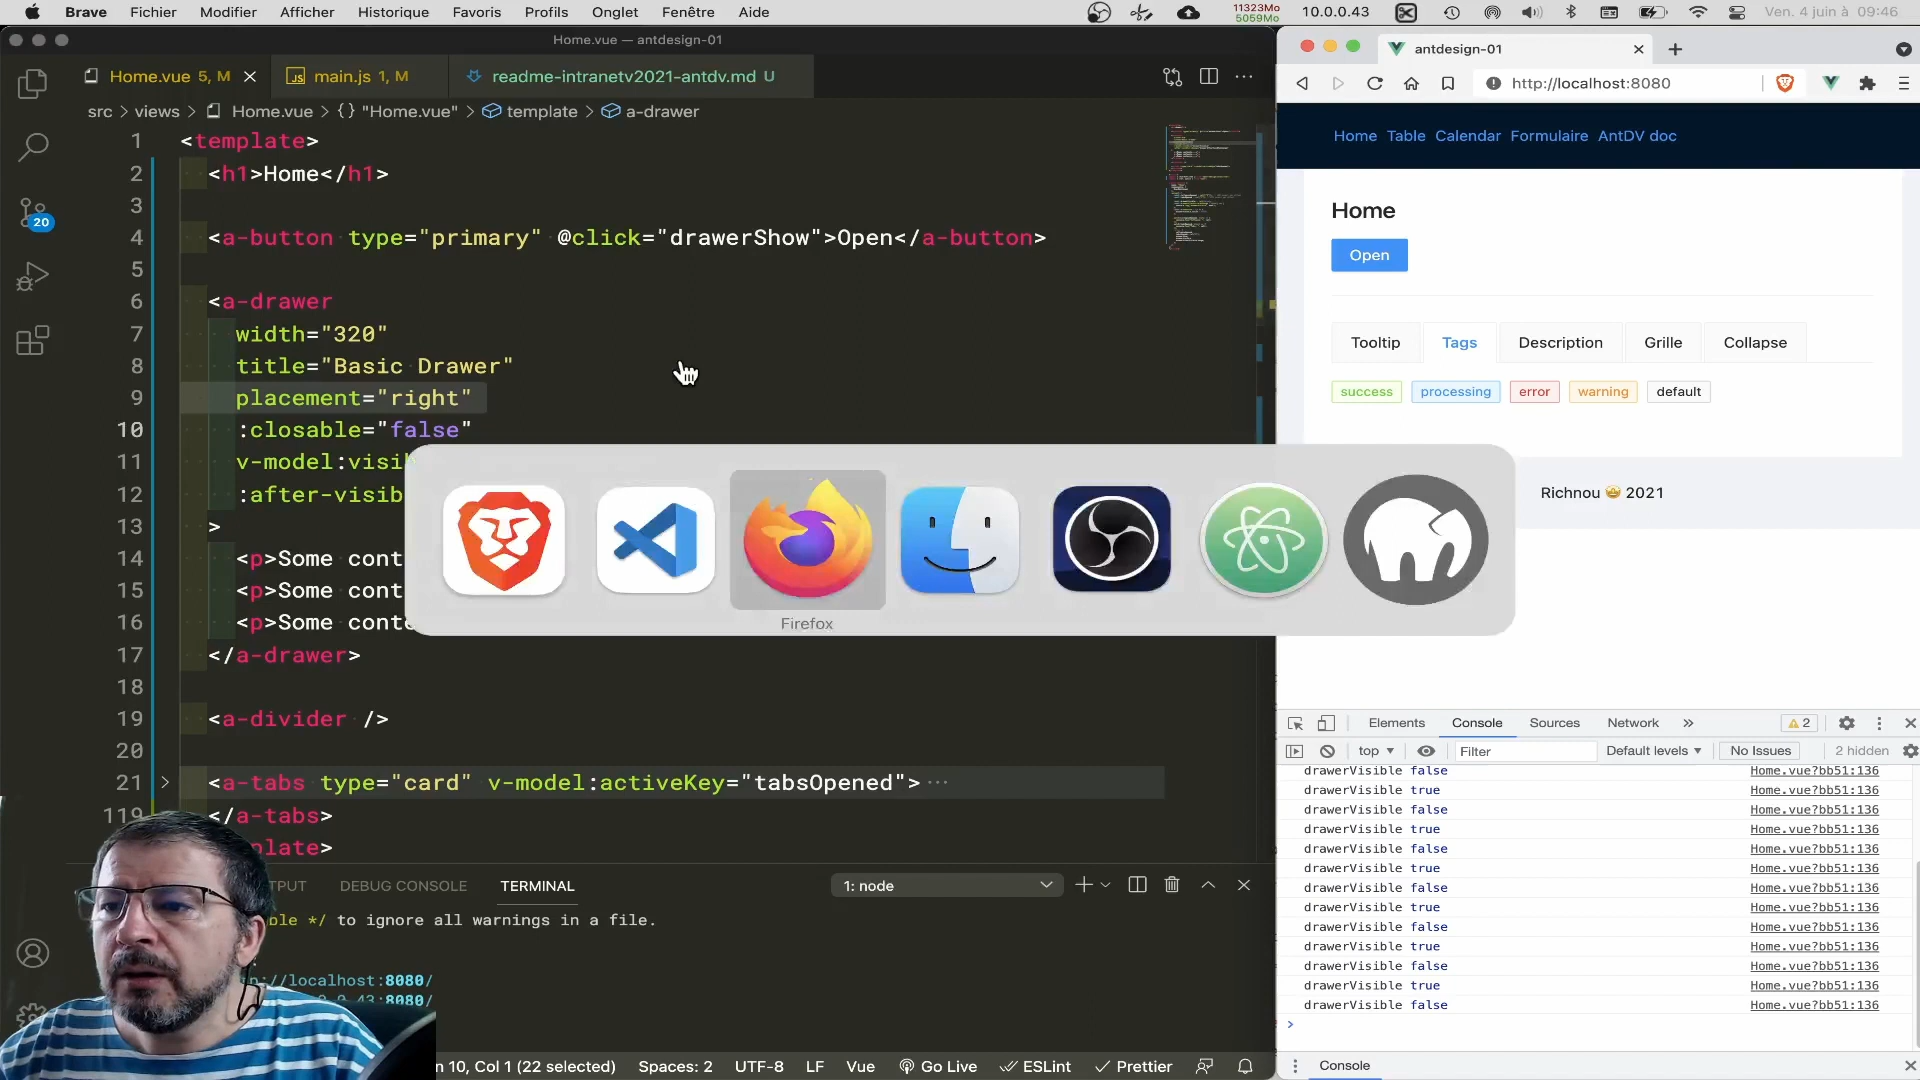 Brave Fichier Modifier Afficher Historique Favoris Profils Onglet Fenêtre Aide
11323Mo
5059Mo
10.0.0.43
Ven. 4 juin à 09:46
Home.vue — antdesign-01
Home.vue 5, M
main.js 1, M
readme-intranetv2021-antdv.md U
src > views > Home.vue > {} "Home.vue" > template > a-drawer
1 <template>
2 <h1>Home</h1>
3
4 <a-button type="primary" @click="drawerShow">Open</a-button>
5
6 <a-drawer
7 width="320"
8 title="Basic Drawer"
9 placement="right"
10 :closable="false"
11 v-model:visi
12 :after-visib
13 >
14 <p>Some cont
15 <p>Some cont
16 <p>Some conte
17 </a-drawer>
18
19 <a-divider />
20
21 <a-tabs type="card" v-model:activeKey="tabsOpened">···
119 </a-tabs>
plate>
Firefox
20
TPUT DEBUG CONSOLE TERMINAL
1: node
ble */ to ignore all warnings in a file.
://localhost:8080/
0.43:8080/
n 10, Col 1 (22 selected) Spaces: 2 UTF-8 LF Vue Go Live ESLint Prettier
antdesign-01
http://localhost:8080
Home Table Calendar Formulaire AntDV doc
Home
Open
Tooltip Tags Description Grille Collapse
success processing error warning default
Richnou 🤩 2021
Elements Console Sources Network » 2
top Filter Default levels No Issues 2 hidden
drawerVisible false Home.vue?bb51:136
drawerVisible true Home.vue?bb51:136
drawerVisible false Home.vue?bb51:136
drawerVisible true Home.vue?bb51:136
drawerVisible false Home.vue?bb51:136
drawerVisible true Home.vue?bb51:136
drawerVisible false Home.vue?bb51:136
drawerVisible true Home.vue?bb51:136
drawerVisible false Home.vue?bb51:136
drawerVisible true Home.vue?bb51:136
drawerVisible false Home.vue?bb51:136
drawerVisible true Home.vue?bb51:136
drawerVisible false Home.vue?bb51:136
>
Console